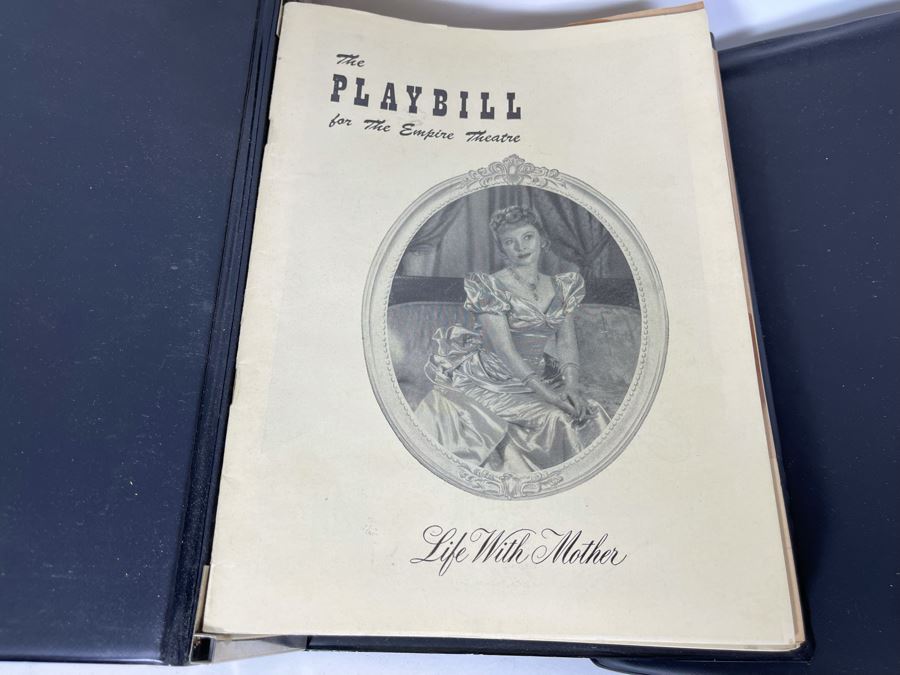 The
PLAYBILL
for The Empire Theatre
Life With Mother